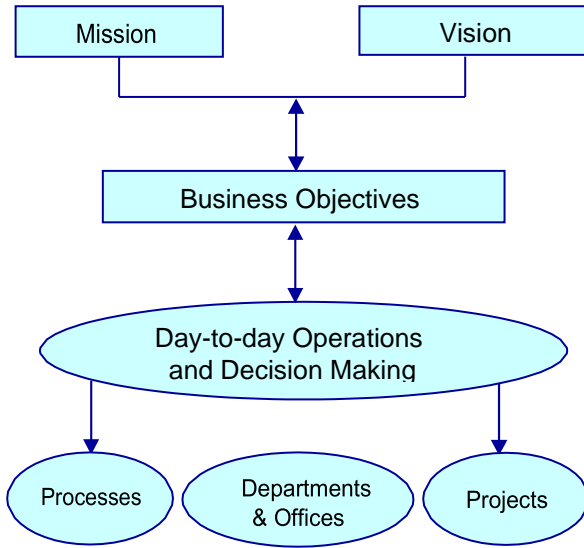 Mission
Vision
Business Objectives
Day-to-day Operations
and Decision Making
Processes
Departments
& Offices
Projects